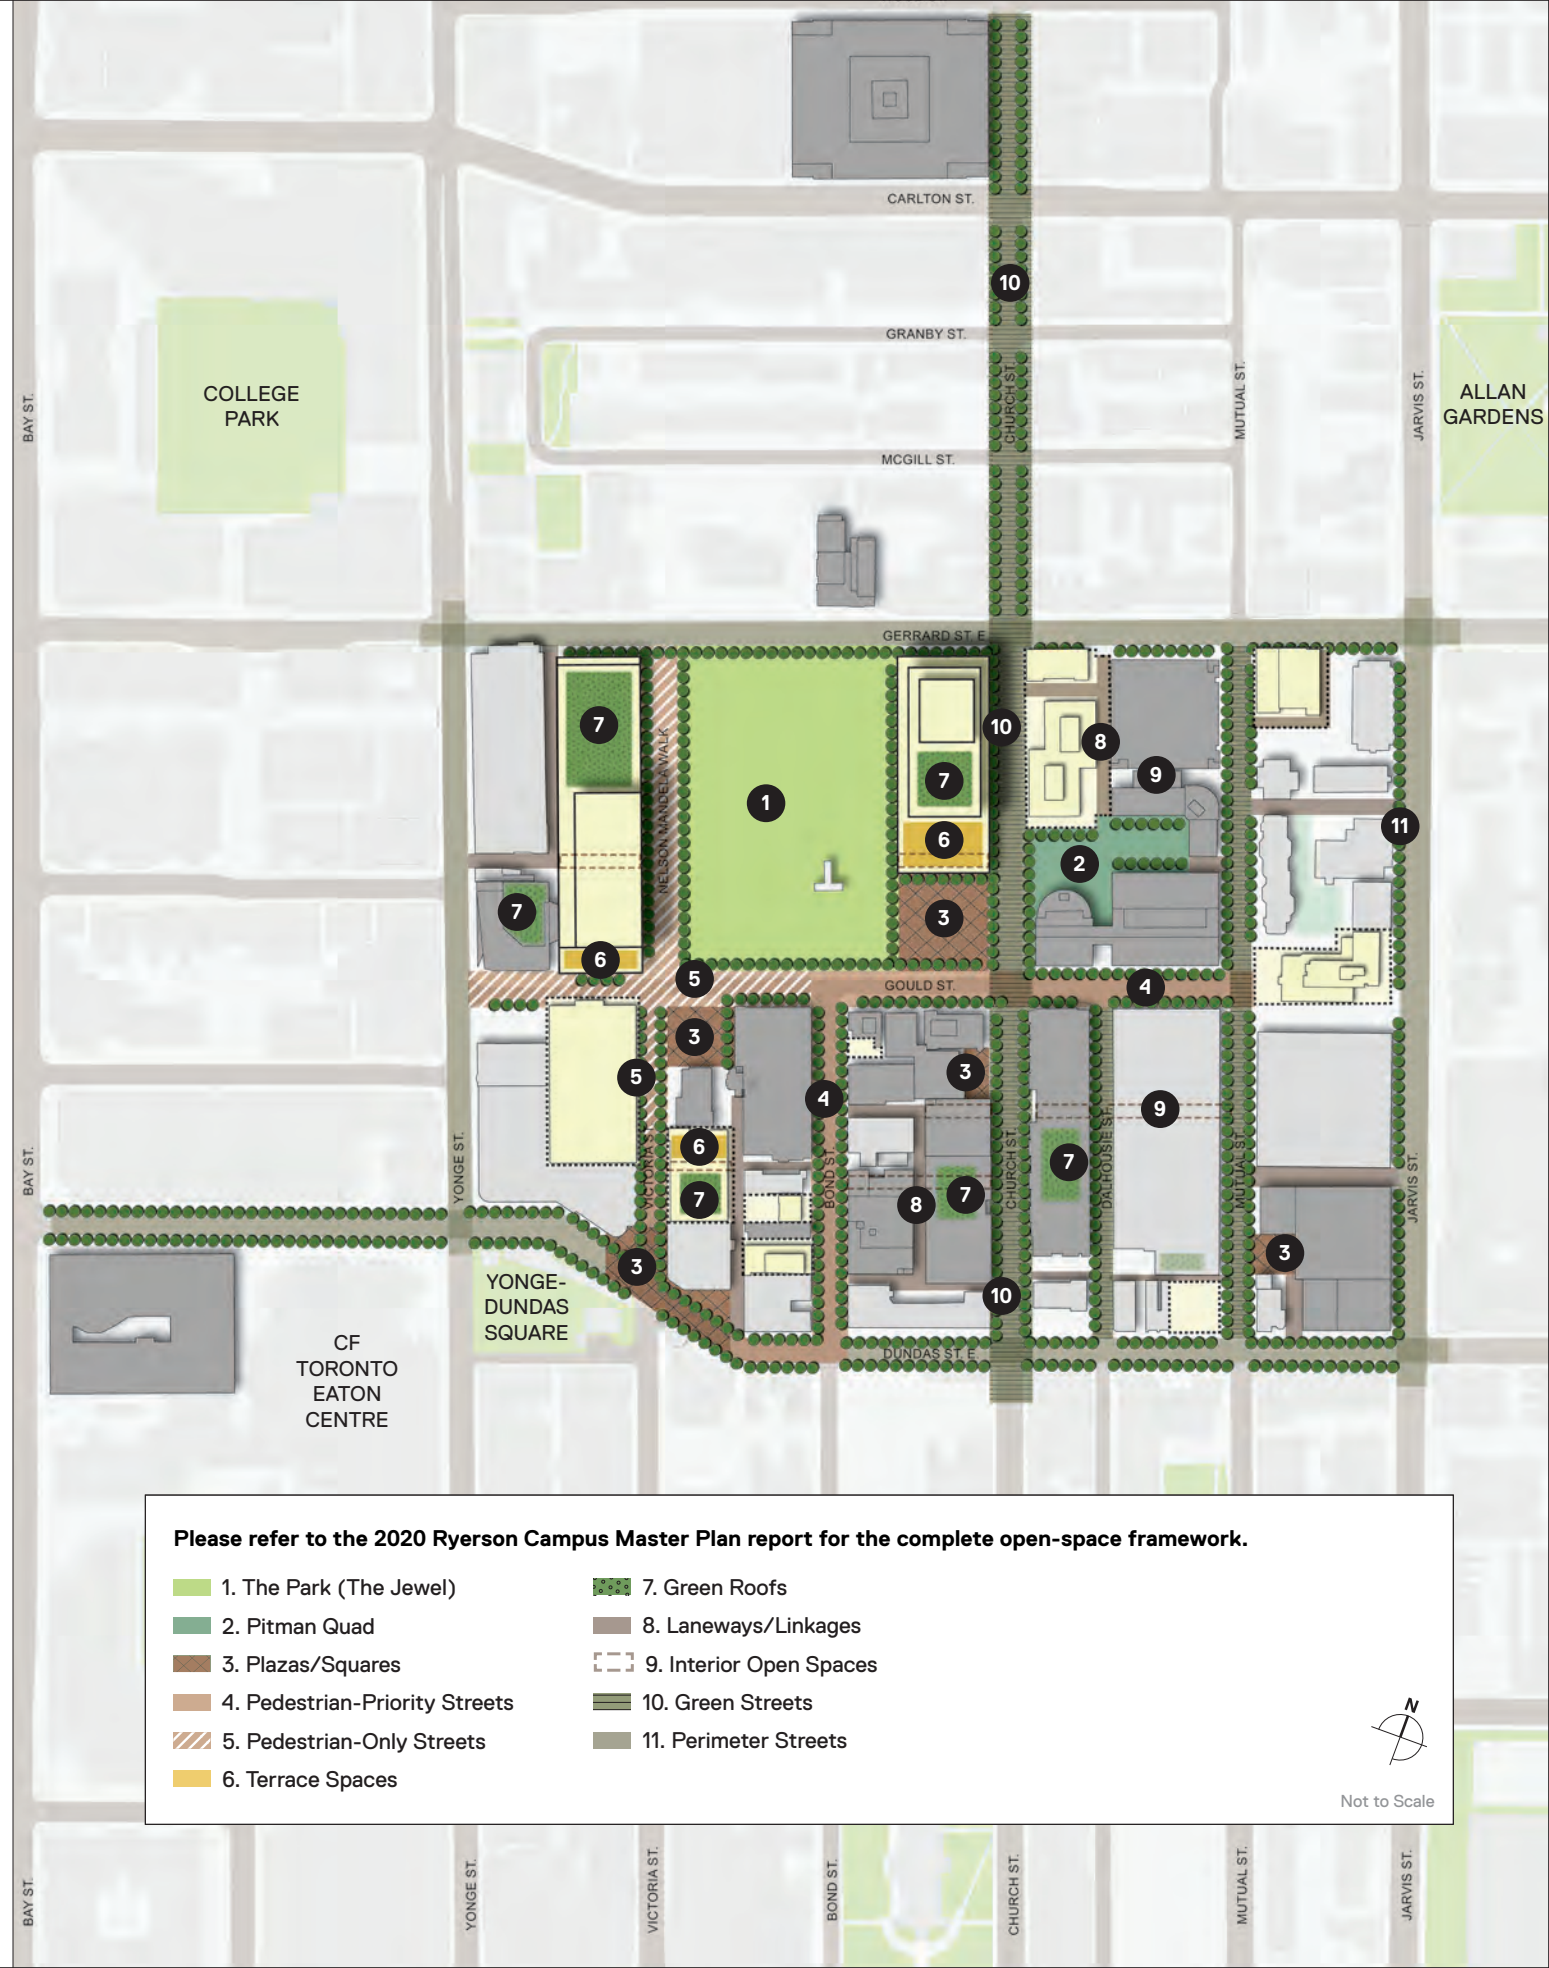 CARLTON ST.
10
GRANBY ST.
COLLEGE
PARK
BAY ST.
CHURCH ST.
MUTUAL ST.
JARVIS ST.
ALLAN
GARDENS
MCGILL ST.
GERRARD ST. E.
7
10
8
9
7
1
6
11
2
NELSON MANDELA WALK
7
3
6
5
GOULD ST.
4
3
5
3
4
9
6
7
7
7
8
3
3
10
BAY ST.
YONGE ST.
VICTORIA ST.
BOND ST.
CHURCH ST.
DALHOUSIE ST.
MUTUAL ST.
JARVIS ST.
YONGE-
DUNDAS
SQUARE
DUNDAS ST. E.
CF
TORONTO
EATON
CENTRE
Please refer to the 2020 Ryerson Campus Master Plan report for the complete open-space framework.
1. The Park (The Jewel)
2. Pitman Quad
3. Plazas/Squares
4. Pedestrian-Priority Streets
5. Pedestrian-Only Streets
6. Terrace Spaces
7. Green Roofs
8. Laneways/Linkages
9. Interior Open Spaces
10. Green Streets
11. Perimeter Streets
N
Not to Scale
BAY ST.
YONGE ST.
VICTORIA ST.
BOND ST.
CHURCH ST.
MUTUAL ST.
JARVIS ST.